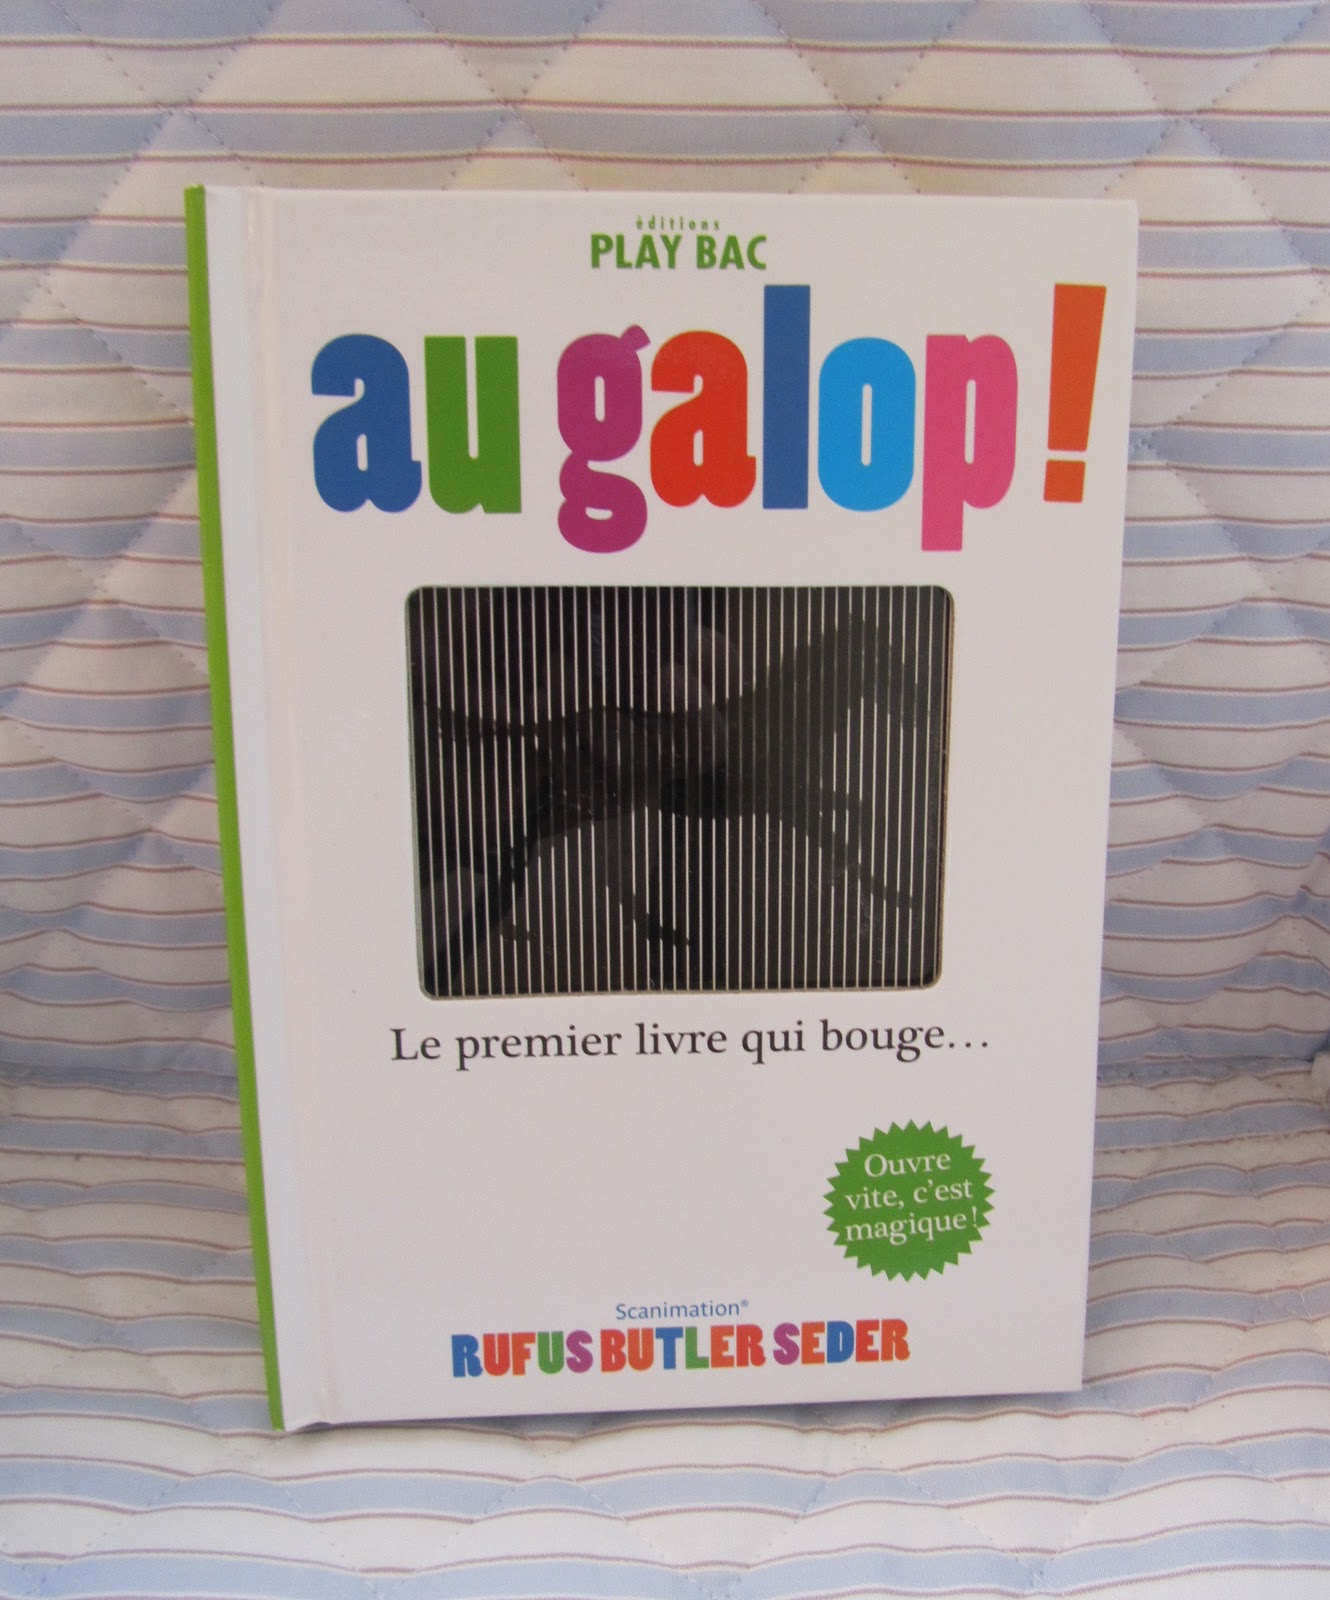 éditions
PLAY BAC
au galop !
Le premier livre qui bouge...
Ouvre
vite, c'est
magique !
Scanimation®
RUFUS BUTLER SEDER